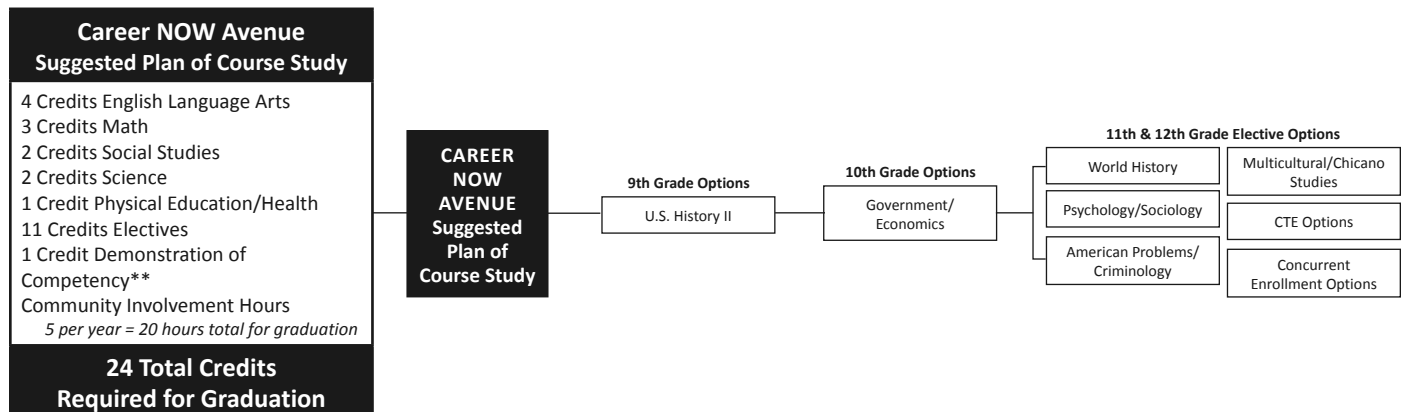 Career NOW Avenue
Suggested Plan of Course Study
4 Credits English Language Arts
3 Credits Math
2 Credits Social Studies
2 Credits Science
1 Credit Physical Education/Health
11 Credits Electives
1 Credit Demonstration of
Competency**
Community Involvement Hours
5 per year = 20 hours total for graduation
24 Total Credits
Required for Graduation
CAREER
NOW
AVENUE
Suggested
Plan of
Course Study
9th Grade Options
U.S. History II
10th Grade Options
Government/
Economics
11th & 12th Grade Elective Options
World History
Psychology/Sociology
American Problems/
Criminology
Multicultural/Chicano
Studies
CTE Options
Concurrent
Enrollment Options